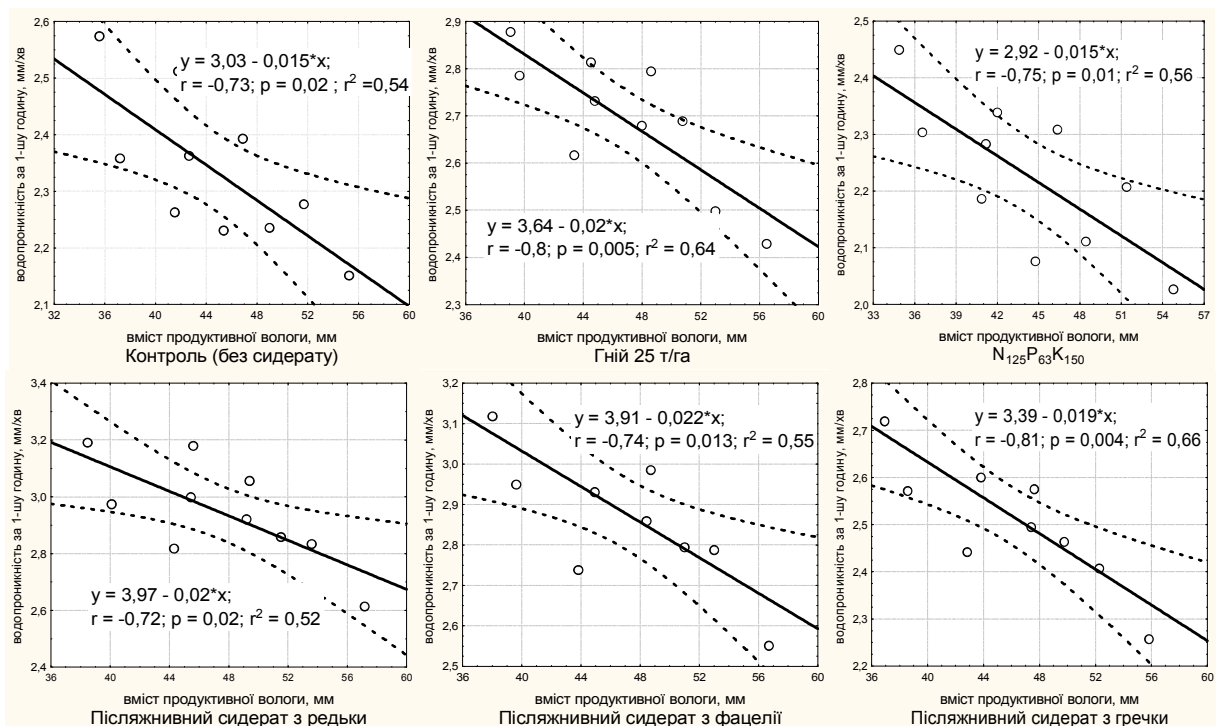 водопроникність за 1-шу годину, мм/хв
2,6
2,5
2,4
2,3
2,2
2,1
y = 3,03 - 0,015*x;
r = -0,73; p = 0,02 ; r² =0,54
32 36 40 44 48 52 56 60
вміст продуктивної вологи, мм
Контроль (без сидерату)
водопроникність за 1-шу годину, мм/хв
2,9
2,8
2,7
2,6
2,5
2,4
2,3
y = 3,64 - 0,02*x;
r = -0,8; p = 0,005; r² = 0,64
36 40 44 48 52 56 60
вміст продуктивної вологи, мм
Гній 25 т/га
водопроникність за 1-шу годину, мм/хв
2,5
2,4
2,3
2,2
2,1
2,0
y = 2,92 - 0,015*x;
r = -0,75; p = 0,01; r² = 0,56
33 36 39 42 45 48 51 54 57
вміст продуктивної вологи, мм
N₁₂₅P₆₃K₁₅₀
водопроникність за 1-шу годину, мм/хв
3,4
3,2
3,0
2,8
2,6
2,4
y = 3,97 - 0,02*x;
r = -0,72; p = 0,02; r² = 0,52
36 40 44 48 52 56 60
вміст продуктивної вологи, мм
Післяжнивний сидерат з редьки
водопроникність за 1-шу годину, мм/хв
3,2
3,1
3,0
2,9
2,8
2,7
2,6
2,5
y = 3,91 - 0,022*x;
r = -0,74; p = 0,013; r² = 0,55
36 40 44 48 52 56 60
вміст продуктивної вологи, мм
Післяжнивний сидерат з фацелії
водопроникність за 1-шу годину, мм/хв
2,8
2,7
2,6
2,5
2,4
2,3
2,2
y = 3,39 - 0,019*x;
r = -0,81; p = 0,004; r² = 0,66
36 40 44 48 52 56 60
вміст продуктивної вологи, мм
Післяжнивний сидерат з гречки